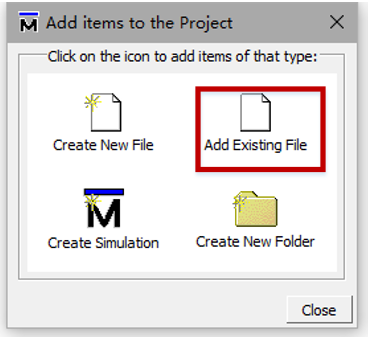 Add items to the Project
Click on the icon to add items of that type:
Create New File
Add Existing File
Create Simulation
Create New Folder
Close